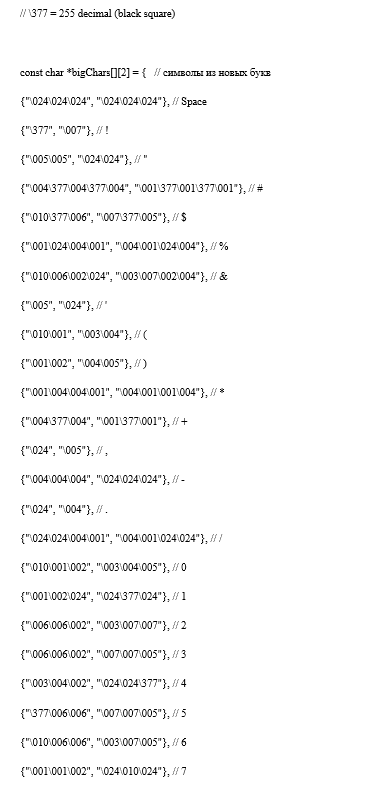 // \377 = 255 decimal (black square)
const char *bigChars[][2] = {   // символы из новых букв
{"\024\024\024", "\024\024\024"}, // Space
{"\377", "\007"}, // !
{"\005\005", "\024\024"}, // "
{"\004\377\004\377\004", "\001\377\001\377\001"}, // #
{"\010\377\006", "\007\377\005"}, // $
{"\001\024\004\001", "\004\001\024\004"}, // %
{"\010\006\002\024", "\003\007\002\004"}, // &
{"\005", "\024"}, // '
{"\010\001", "\003\004"}, // (
{"\001\002", "\004\005"}, // )
{"\001\004\004\001", "\004\001\001\004"}, // *
{"\004\377\004", "\001\377\001"}, // +
{"\024", "\005"}, // ,
{"\004\004\004", "\024\024\024"}, // -
{"\024", "\004"}, // .
{"\024\024\004\001", "\004\001\024\024"}, // /
{"\010\001\002", "\003\004\005"}, // 0
{"\001\002\024", "\024\377\024"}, // 1
{"\006\006\002", "\003\007\007"}, // 2
{"\006\006\002", "\007\007\005"}, // 3
{"\003\004\002", "\024\024\377"}, // 4
{"\377\006\006", "\007\007\005"}, // 5
{"\010\006\006", "\003\007\005"}, // 6
{"\001\001\002", "\024\010\024"}, // 7